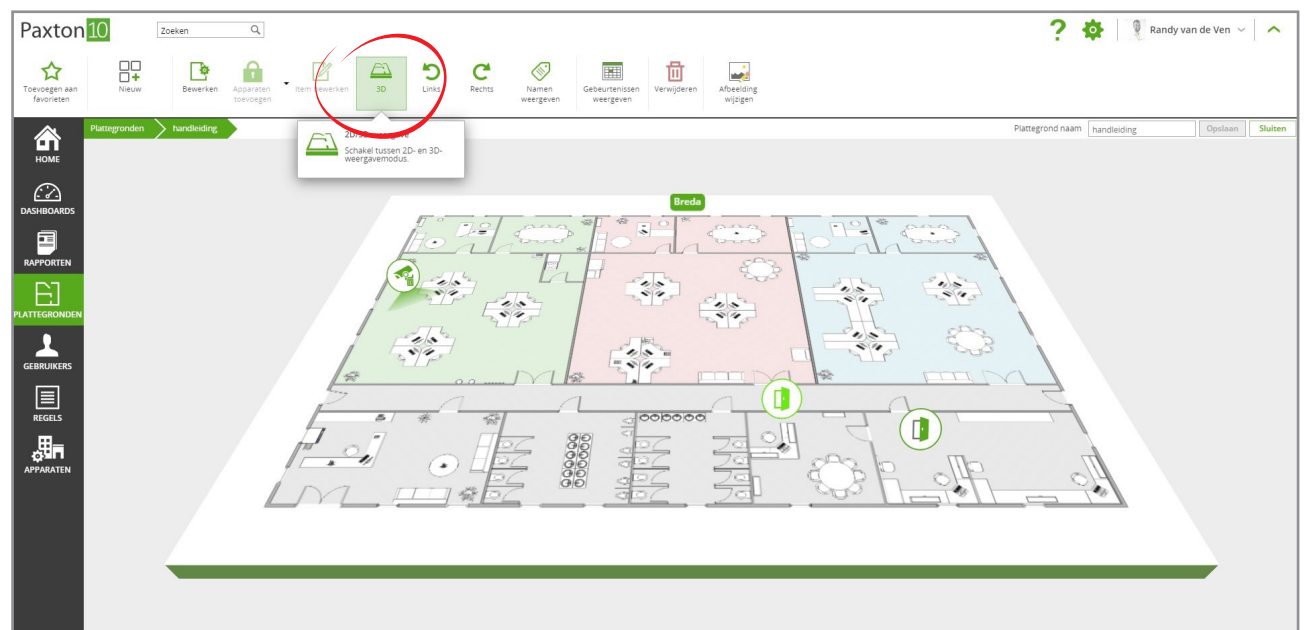 Paxton10
Zoeken
Randy van de Ven
Toevoegen aan
favorieten
Nieuw
Bewerken
Apparaten
toevoegen
Item bewerken
3D
Links
Rechts
Namen
weergeven
Gebeurtenissen
weergeven
Verwijderen
Afbeelding
wijzigen
Plattegronden
handleiding
Schakel tussen 2D- en 3D-
weergavemodus.
Plattegrond naam
handleiding
Opslaan
Sluiten
HOME
DASHBOARDS
RAPPORTEN
PLATTEGRONDEN
GEBRUIKERS
REGELS
APPARATEN
Breda